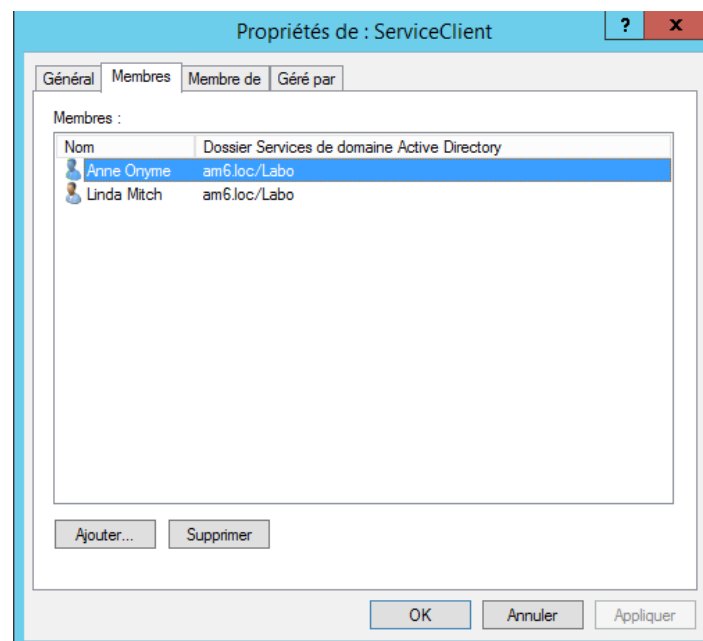 Propriétés de : ServiceClient ? x
Général Membres Membre de Géré par
Membres :
Nom Dossier Services de domaine Active Directory
Anne Onyme am6.loc/Labo
Linda Mitch am6.loc/Labo
Ajouter... Supprimer
OK Annuler Appliquer